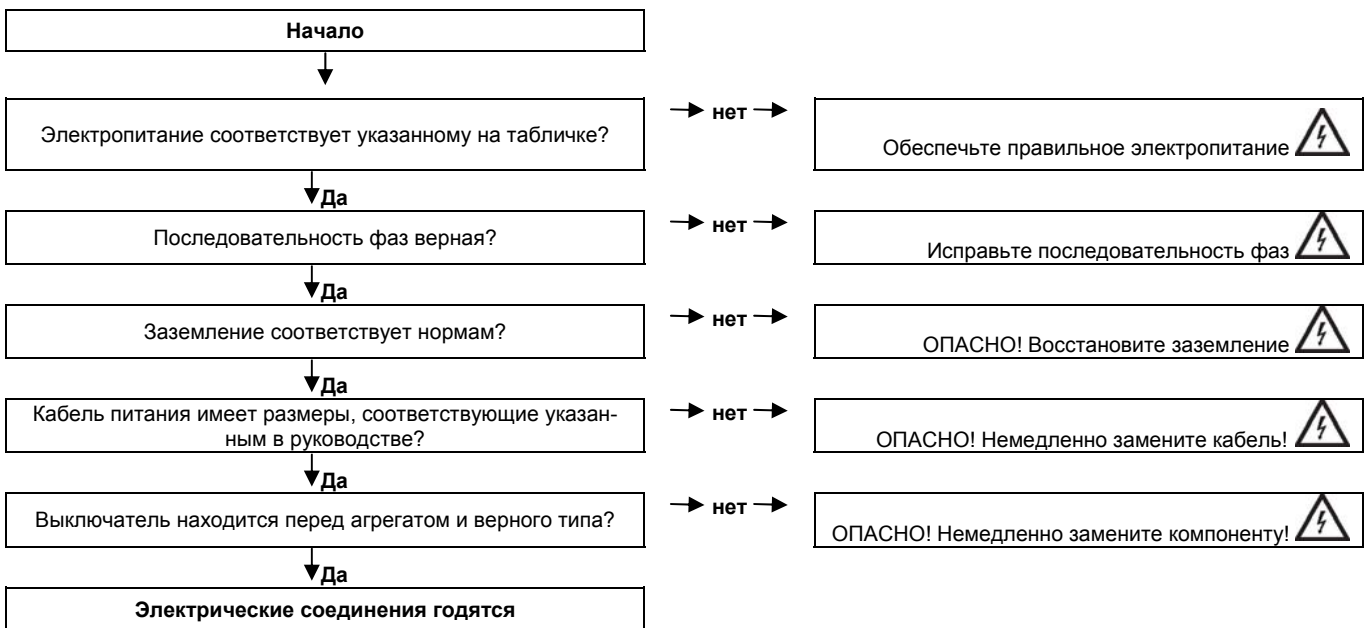 Начало
Электропитание соответствует указанному на табличке?
нет
Обеспечьте правильное электропитание
Да
Последовательность фаз верная?
нет
Исправьте последовательность фаз
Да
Заземление соответствует нормам?
нет
ОПАСНО! Восстановите заземление
Да
Кабель питания имеет размеры, соответствующие указан-
ным в руководстве?
нет
ОПАСНО! Немедленно замените кабель!
Да
Выключатель находится перед агрегатом и верного типа?
нет
ОПАСНО! Немедленно замените компоненту!
Да
Электрические соединения годятся